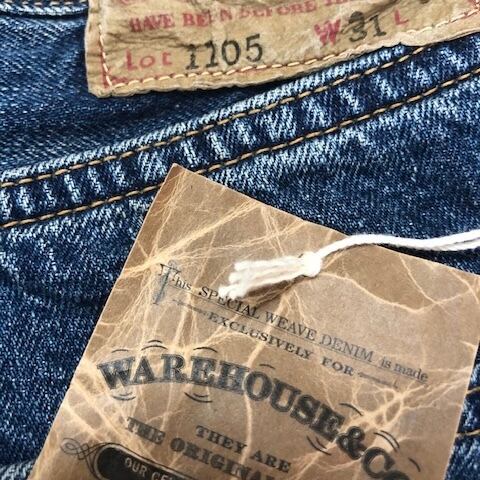 HAVE BEEN BEFORE
Lot 1105 W 31 L
This SPECIAL WEAVE DENIM is made
EXCLUSIVELY FOR
WAREHOUSE & CO
THEY ARE
THE ORIGINAL
OUR